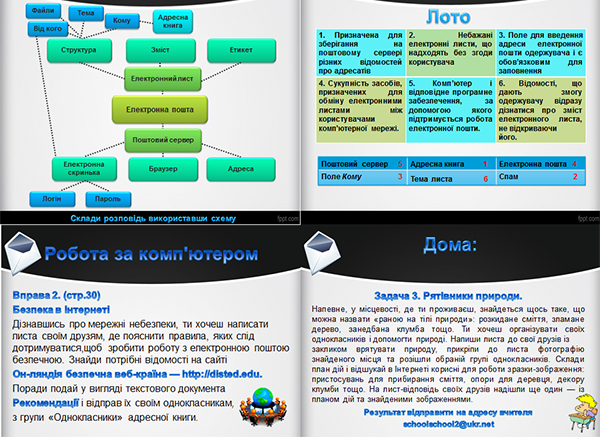 Файли
Тема
Кому
Адресна
книга
Від кого
Структура
Зміст
Етикет
Електронний лист
Електронна пошта
Поштовий сервер
Електронна
скринька
Браузер
Адреса
Логін
Пароль
Склади розповідь використавши схему
fppt.com
Лото
1. Призначена для
зберігання на
поштовому сервері
різних відомостей
про адресатів
2. Небажані
електронні листи, що
надходять без згоди
користувача
3. Поле для введення
адреси електронної
пошти одержувача і є
обов'язковим для
заповнення
4. Сукупність засобів,
призначених для
обміну електронними
листами між
користувачами
комп'ютерної мережі.
5. Комп'ютер і
відповідне програмне
забезпечення, за
допомогою якого
підтримується робота
електронної пошти.
6. Відомості, що
дають змогу
одержувачу відразу
дізнатися про зміст
електронного листа,
не відкриваючи
його.
Поштовий сервер 5 Адресна книга 1 Електронна пошта 4
Поле Кому 3 Тема листа 6 Спам 2
fppt.com
Робота за комп'ютером
Вправа 2. (стр.30)
Безпека в Інтернеті
Дізнавшись про мережні небезпеки, ти хочеш написати
листа своїм друзям, де пояснити правила, яких слід
дотримуватися,щоб зробити роботу з електронною поштою
безпечною. Знайди потрібні відомості на сайті
Он-ляндія безпечна веб-країна — http://disted.edu.
Поради подай у вигляді текстового документа
Рекомендації і відправ їх своїм однокласникам,
з групи «Однокласники» адресної книги.
Дома:
Задача 3. Рятівники природи.
Напевне, у місцевості, де ти проживаєш, знайдеться щось таке, що
можна назвати «раною на тілі природи»: розкидане сміття, зламане
дерево, занедбана клумба тощо. Ти хочеш організувати своїх
однокласників і допомогти природі. Напиши листа до свої друзів із
закликом врятувати природу, прикріпи до листа фотографію
знайденого місця та розішли обраній групі однокласників. Склади
план дій і відшукай в Інтернеті корисні для роботи зразки-зображення:
пристосувань для прибирання сміття, опори для деревця, декору
клумби тощо. На лист-відповідь своїх друзів надішли ще один — із
планом дій та знайденими зображеннями.
Результат відправити на адресу вчителя
schoolschool2@ukr.net